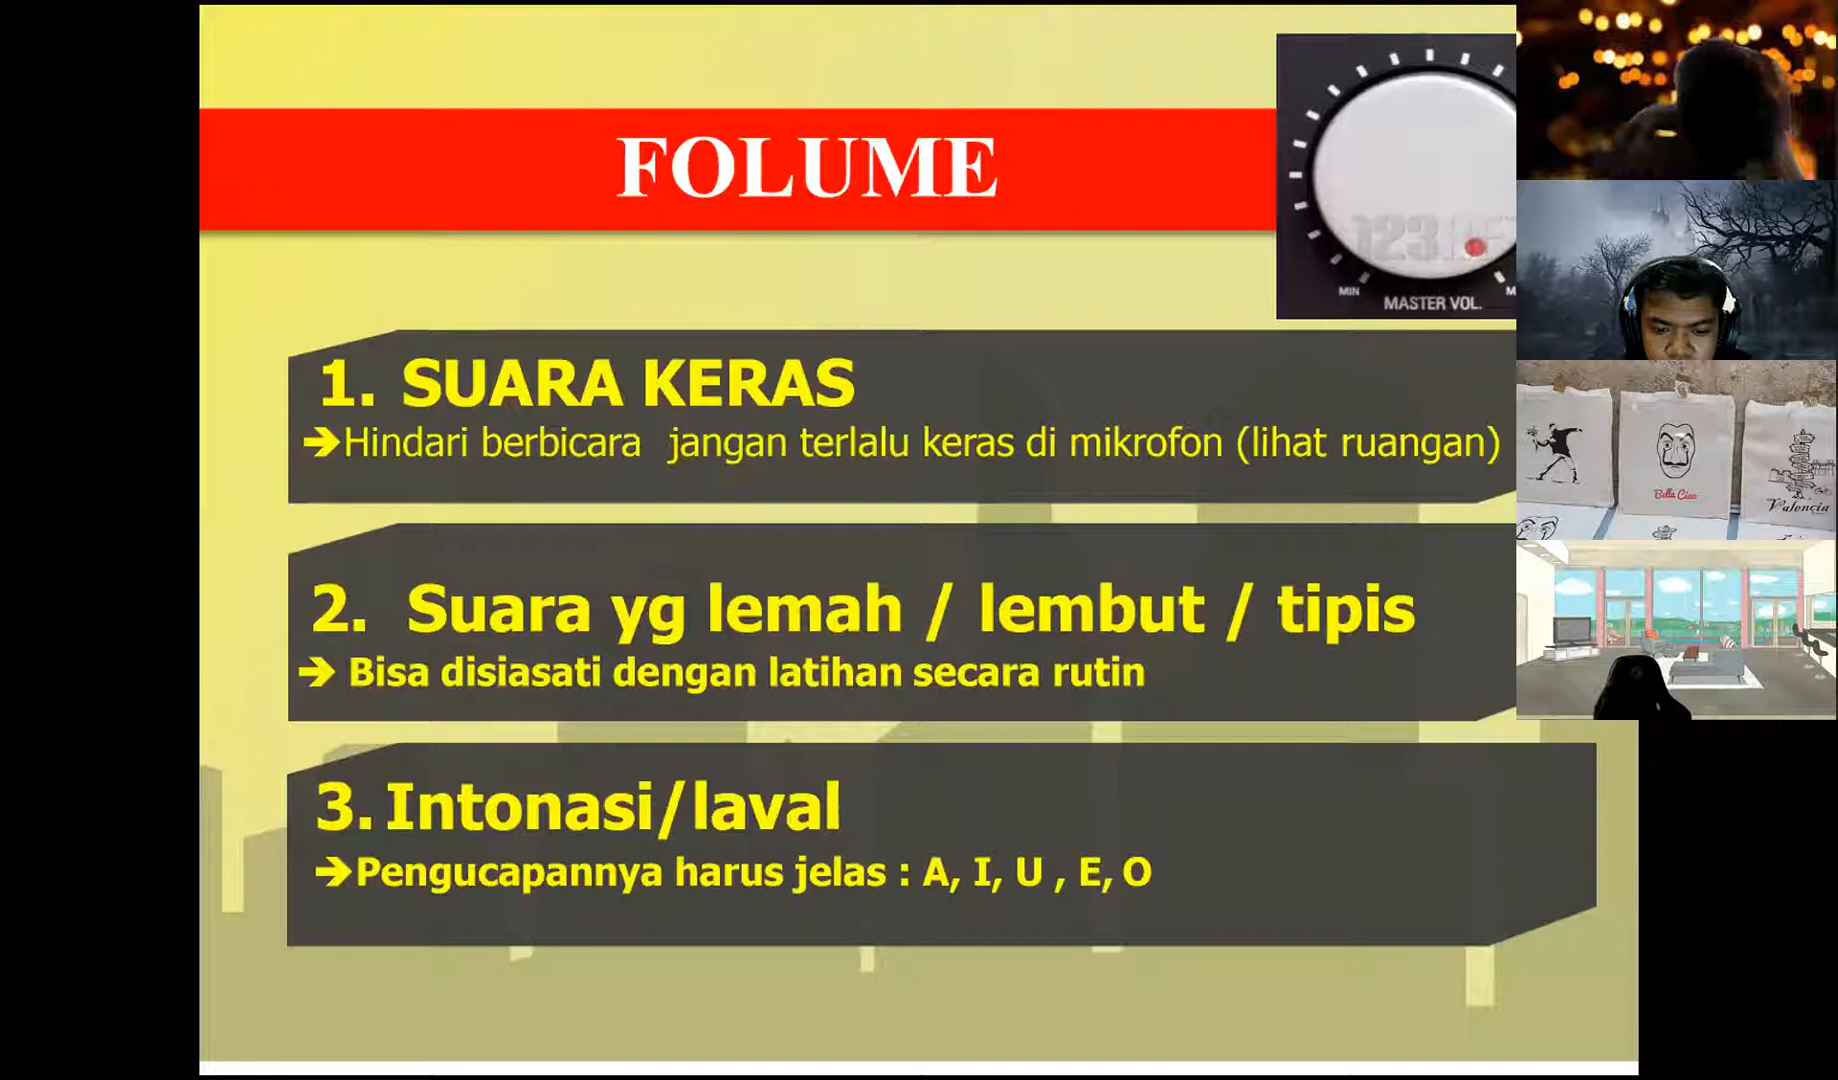 FOLUME
123RF
MIN
MASTER VOL.
1. SUARA KERAS
➔Hindari berbicara jangan terlalu keras di mikrofon (lihat ruangan)
2. Suara yg lemah / lembut / tipis
➔ Bisa disiasati dengan latihan secara rutin
3. Intonasi/laval
➔Pengucapannya harus jelas : A, I, U , E, O
Bella Ciao
Valencia